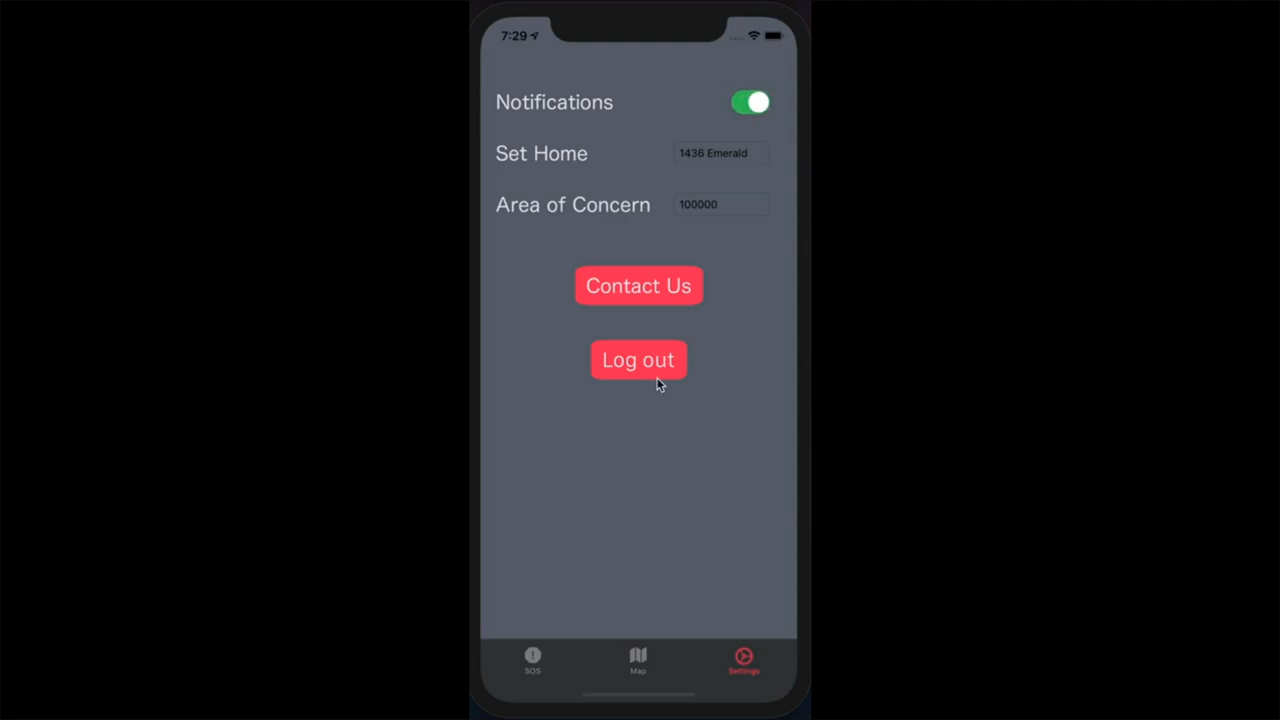 7:29
Notifications
Set Home
1436 Emerald
Area of Concern
100000
Contact Us
Log out
SOS
Map
Settings